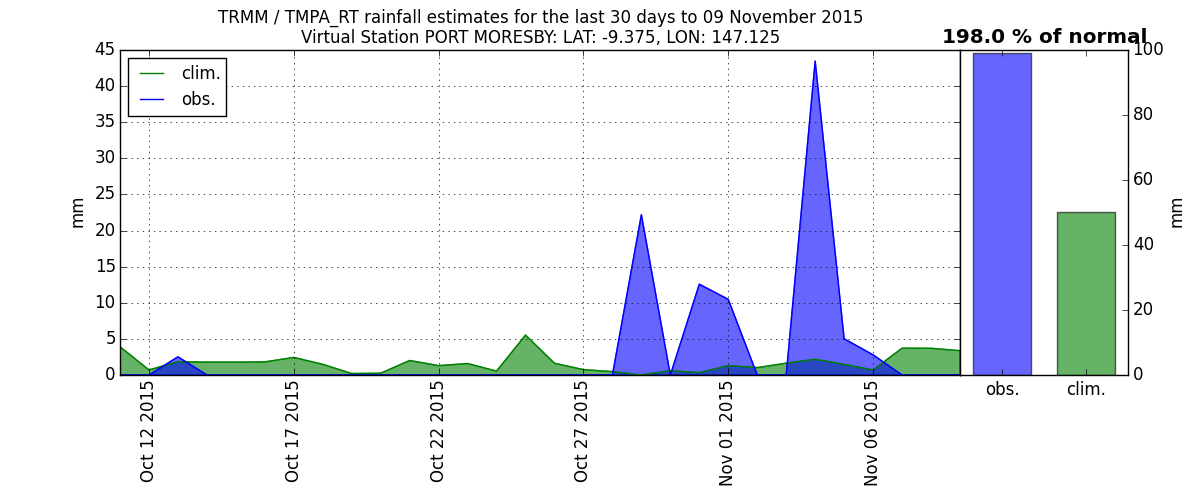 TRMM / TMPA_RT rainfall estimates for the last 30 days to 09 November 2015
Virtual Station PORT MORESBY: LAT: -9.375, LON: 147.125
198.0 % of normal
clim.
obs.
mm
45
40
35
30
25
20
15
10
5
0
Oct 12 2015
Oct 17 2015
Oct 22 2015
Oct 27 2015
Nov 01 2015
Nov 06 2015
obs.
clim.
100
80
60
40
20
0
mm